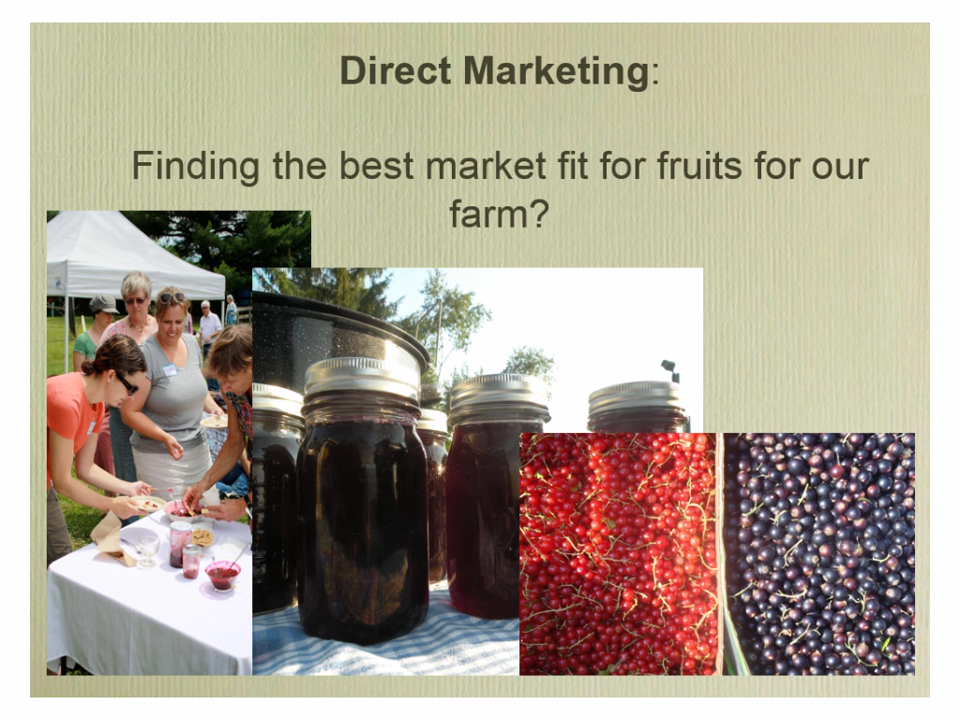 Direct Marketing:
Finding the best market fit for fruits for our
farm?